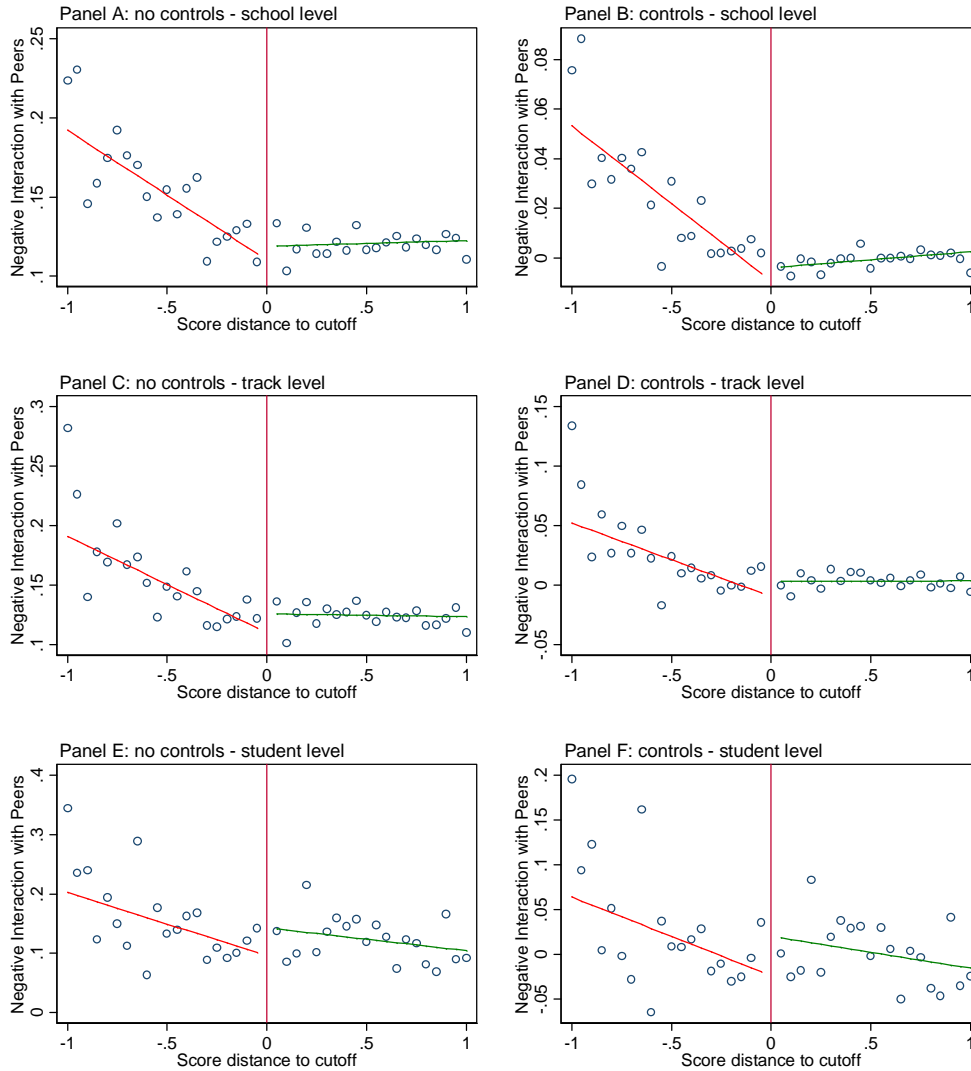 Panel A: no controls - school level
Negative Interaction with Peers
.1 .15 .2 .25
-1 -.5 0 .5 1
Score distance to cutoff
Panel B: controls - school level
Negative Interaction with Peers
0 .02 .04 .06 .08
-1 -.5 0 .5 1
Score distance to cutoff
Panel C: no controls - track level
Negative Interaction with Peers
.1 .15 .2 .25 .3
-1 -.5 0 .5 1
Score distance to cutoff
Panel D: controls - track level
Negative Interaction with Peers
-.05 0 .05 .1 .15
-1 -.5 0 .5 1
Score distance to cutoff
Panel E: no controls - student level
Negative Interaction with Peers
0 .1 .2 .3 .4
-1 -.5 0 .5 1
Score distance to cutoff
Panel F: controls - student level
Negative Interaction with Peers
-.05 0 .05 .1 .15 .2
-1 -.5 0 .5 1
Score distance to cutoff